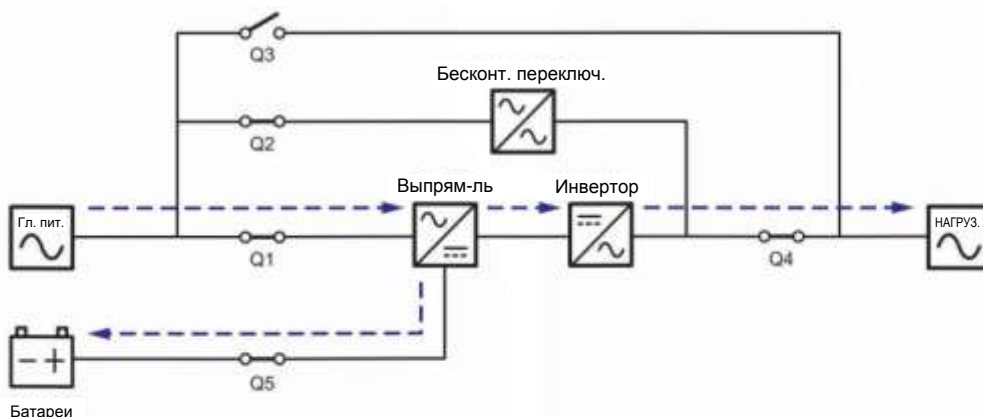 Q3
Бесконт. переключ.
Q2
Выпрям-ль
Инвертор
Гл. пит.
НАГРУЗ.
Q1
Q4
Q5
Батареи